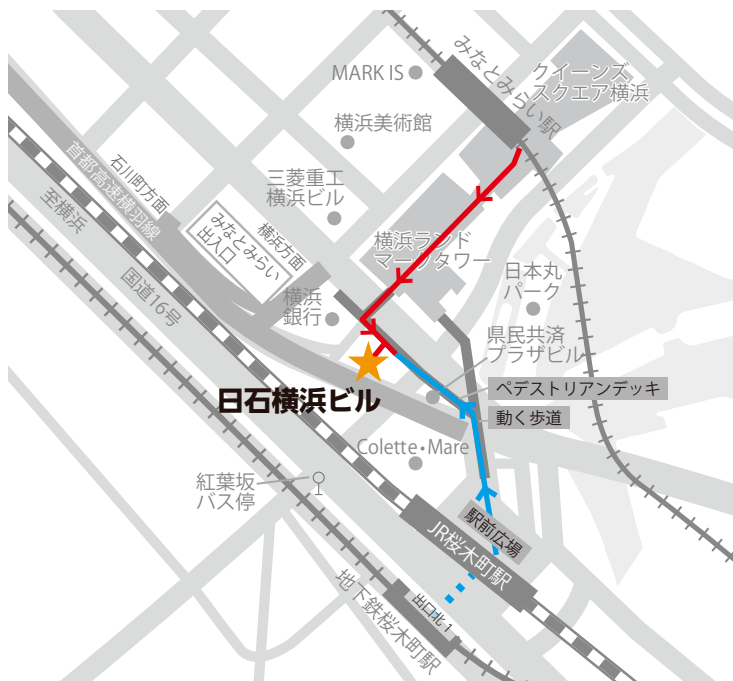 みなとみらい駅
クイーンズ
スクエア横浜
MARK IS
横浜美術館
三菱重工
横浜ビル
石川町方面
首都高速横羽線
至横浜
みなとみらい
出入口
横浜方面
国道16号
横浜ランド
マークタワー
日本丸
パーク
横浜
銀行
県民共済
プラザビル
日石横浜ビル
ペデストリアンデッキ
動く歩道
Colette・Mare
紅葉坂
バス停
駅前広場
JR桜木町駅
出口北1
地下鉄桜木町駅